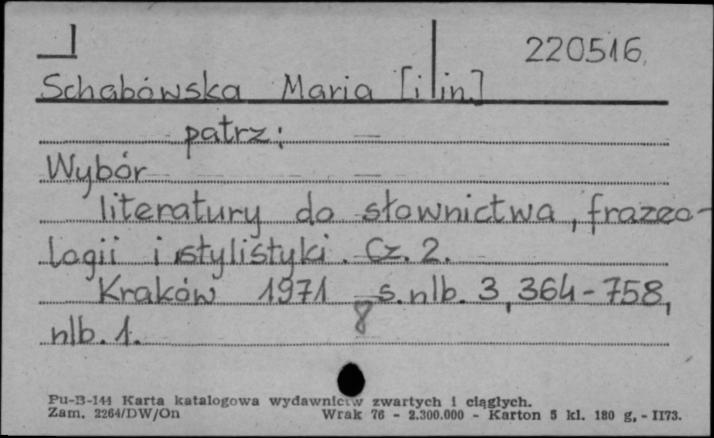 220516
Schabowska Maria [i in.]
patrz:
Wybór
literatury do słownictwa, frazeo-
logii i stylistyki. Cz. 2.
Kraków 1971 s. nlb. 3, 364-758,
nlb. 1.
8
Pu-B-144 Karta katalogowa wydawnictw zwartych i ciągłych.
Zam. 2264/DW/On Wrak 76 - 2.300.000 - Karton 5 kl. 180 g. - II73.